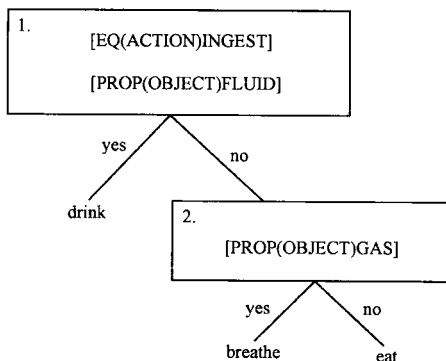 1.
[EQ(ACTION)INGEST]
[PROP(OBJECT)FLUID]
yes
no
drink
2.
[PROP(OBJECT)GAS]
yes
no
breathe
eat